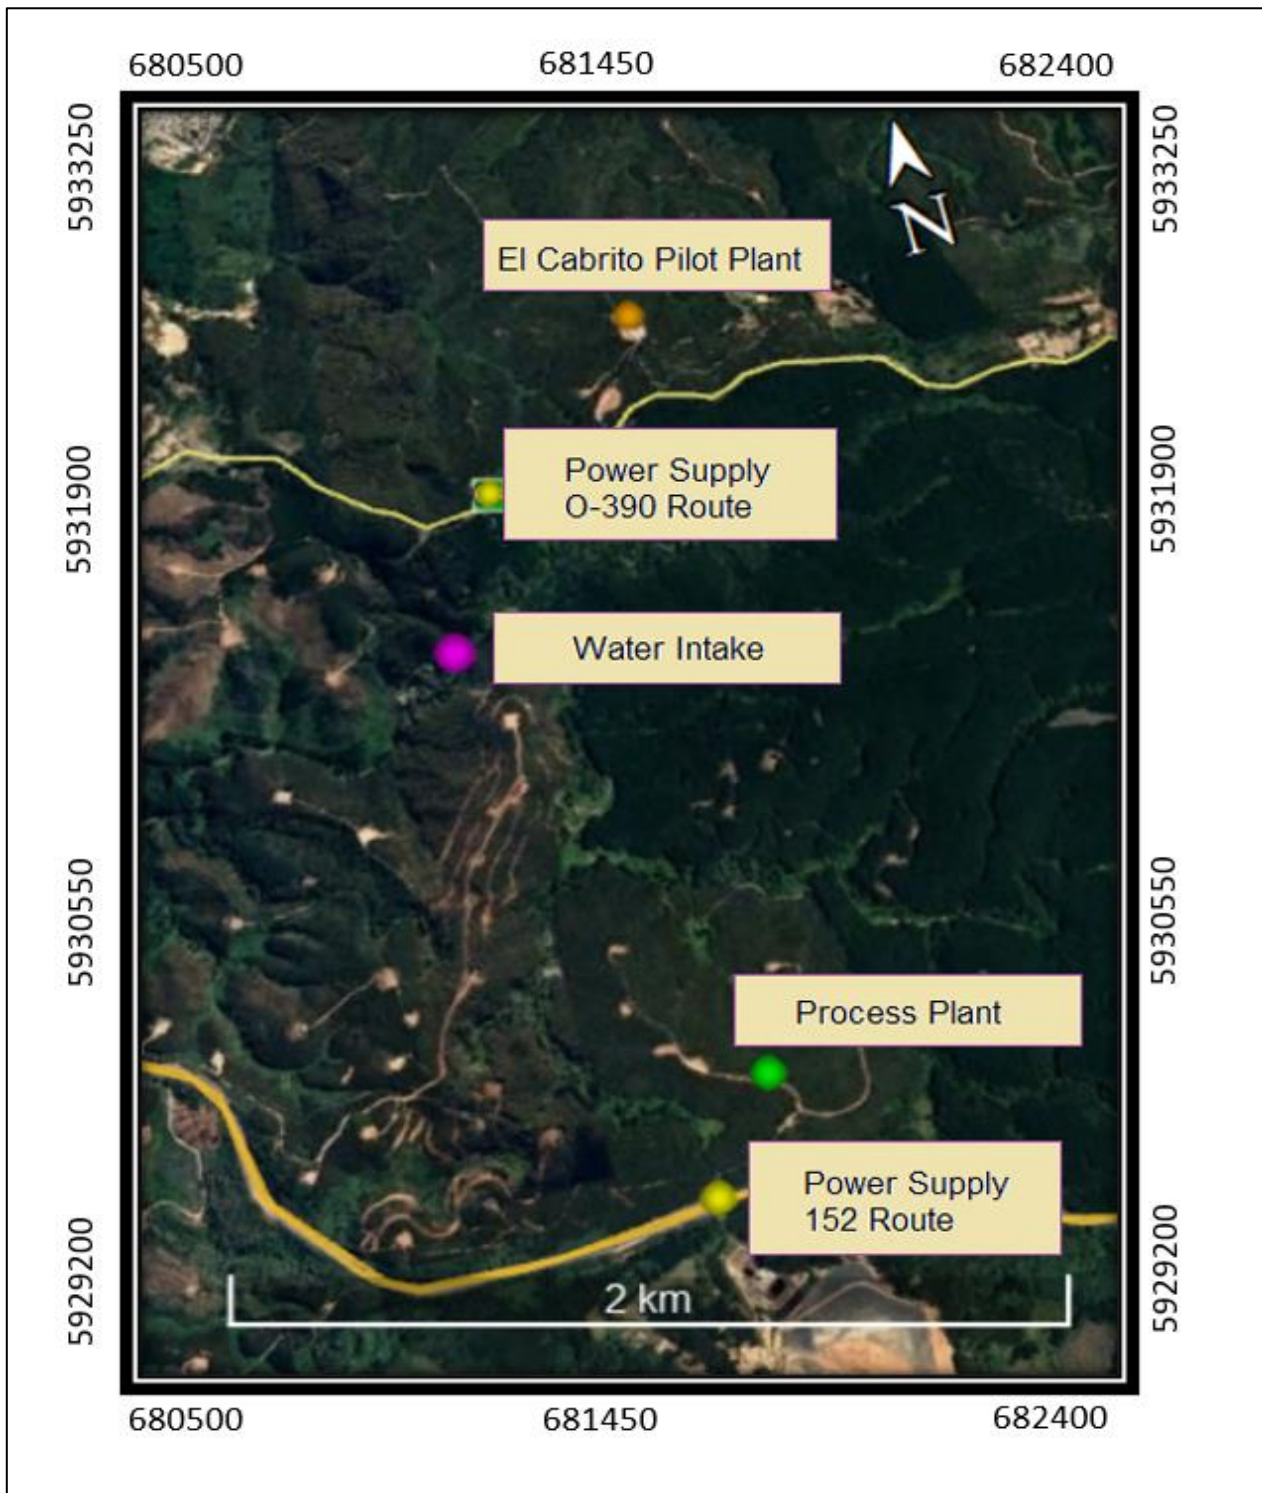 680500 681450 682400
5933250 5933250
N
El Cabrito Pilot Plant
5931900 5931900
Power Supply
O-390 Route
Water Intake
5930550 5930550
Process Plant
Power Supply
152 Route
5929200 5929200
2 km
680500 681450 682400